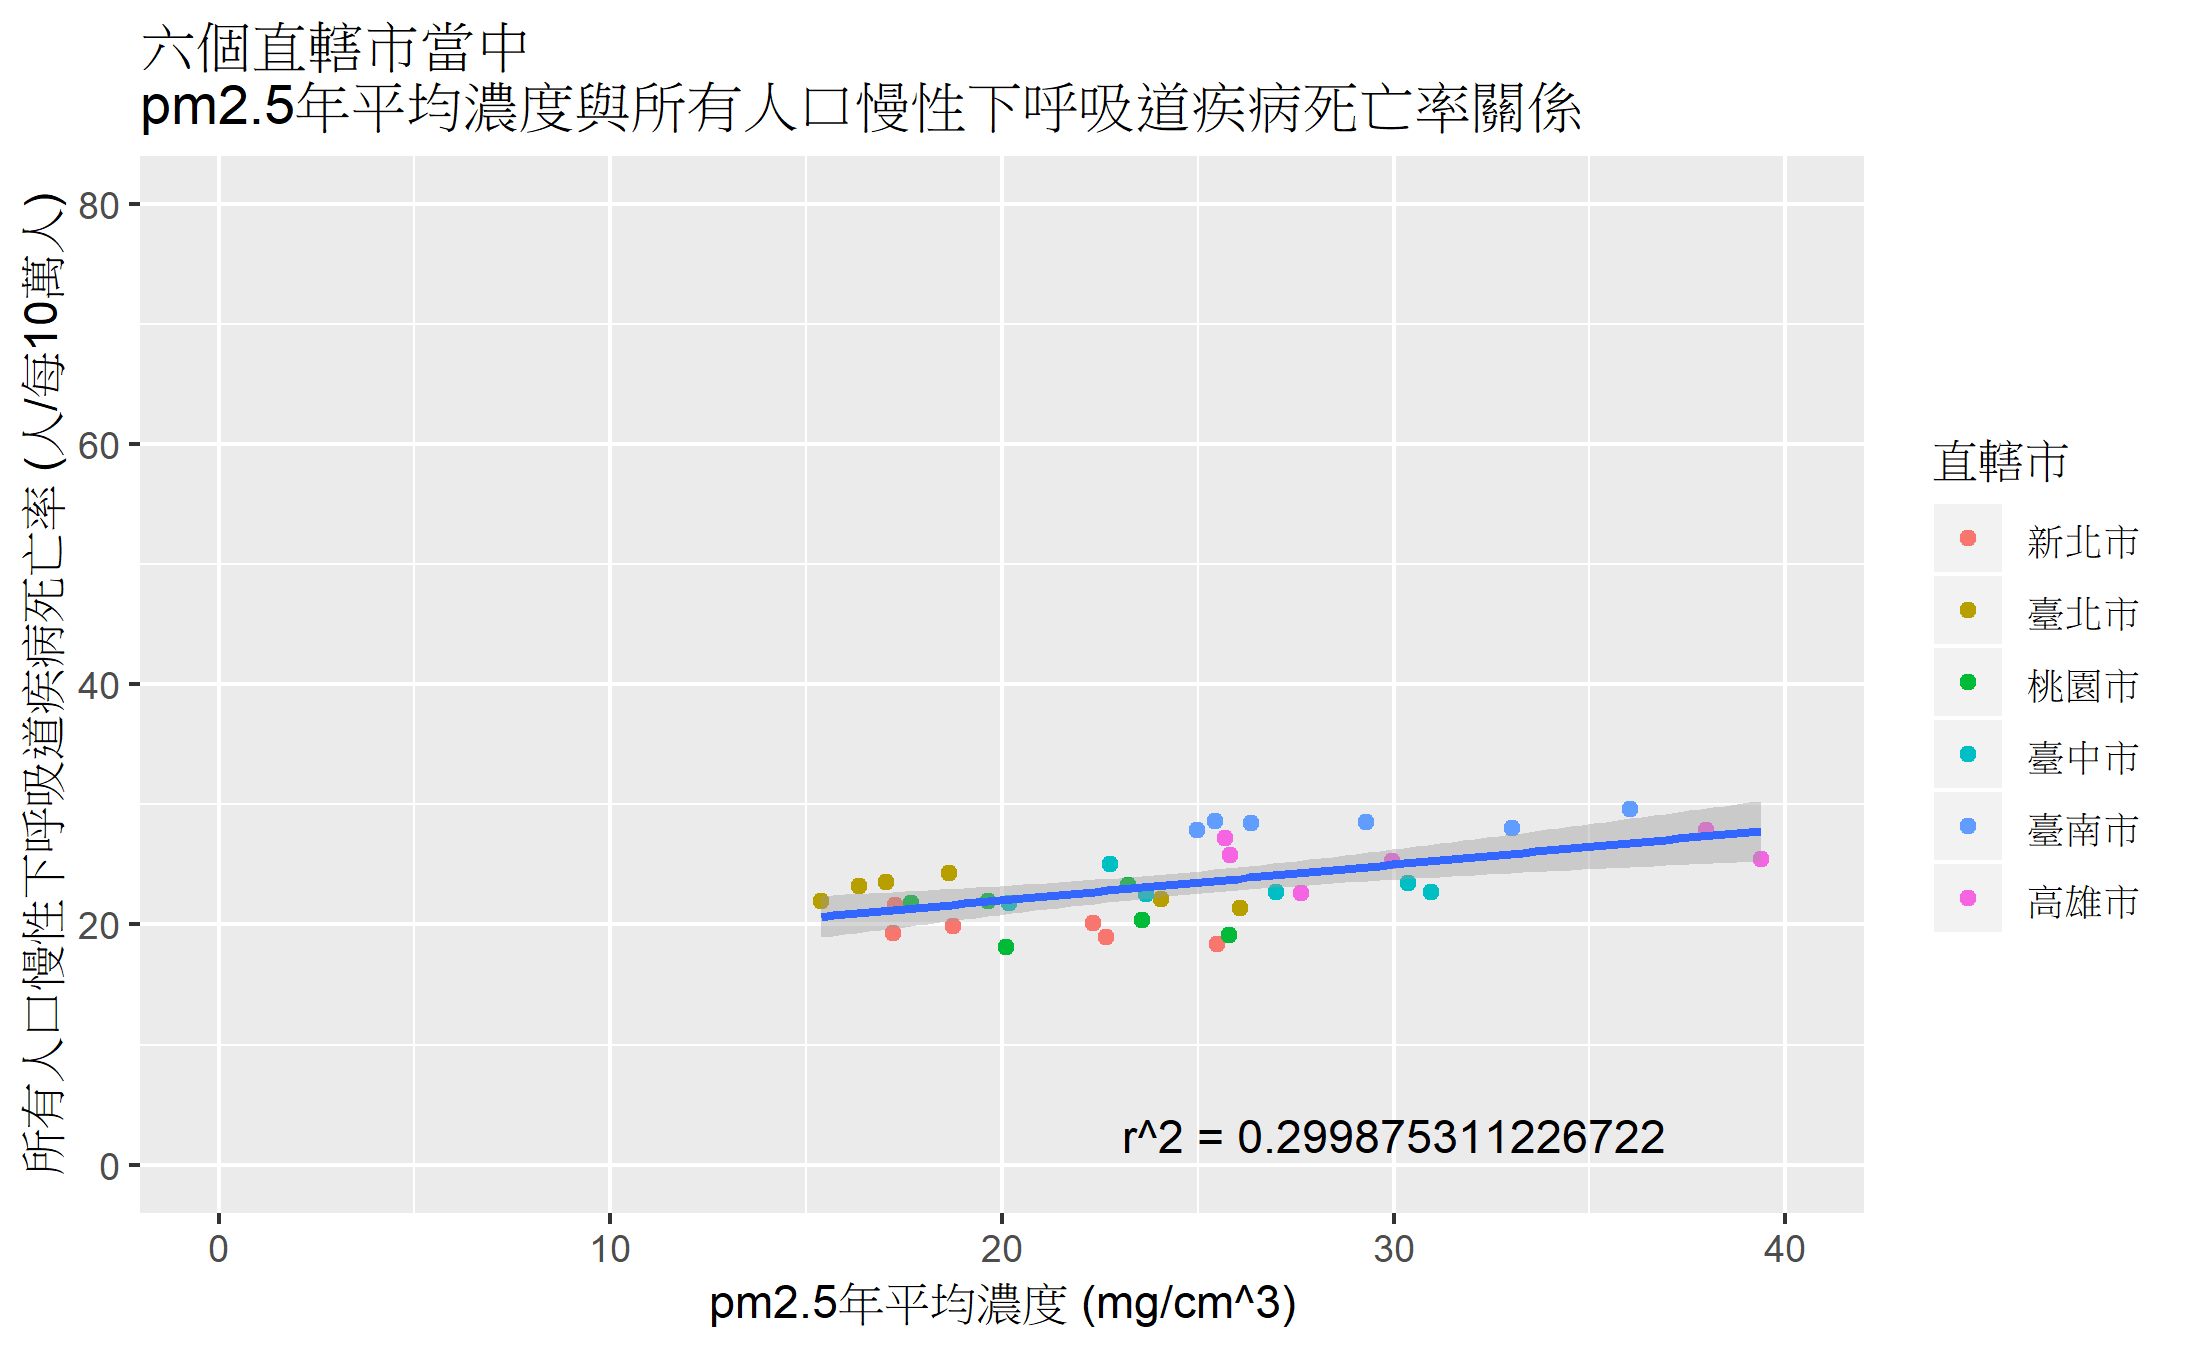 六個直轄市當中
pm2.5年平均濃度與所有人口慢性下呼吸道疾病死亡率關係
所有人口慢性下呼吸道疾病死亡率 (人/每10萬人)
80
60
40
20
0
r^2 = 0.299875311226722
0
10
20
30
40
pm2.5年平均濃度 (mg/cm^3)
直轄市
新北市
臺北市
桃園市
臺中市
臺南市
高雄市